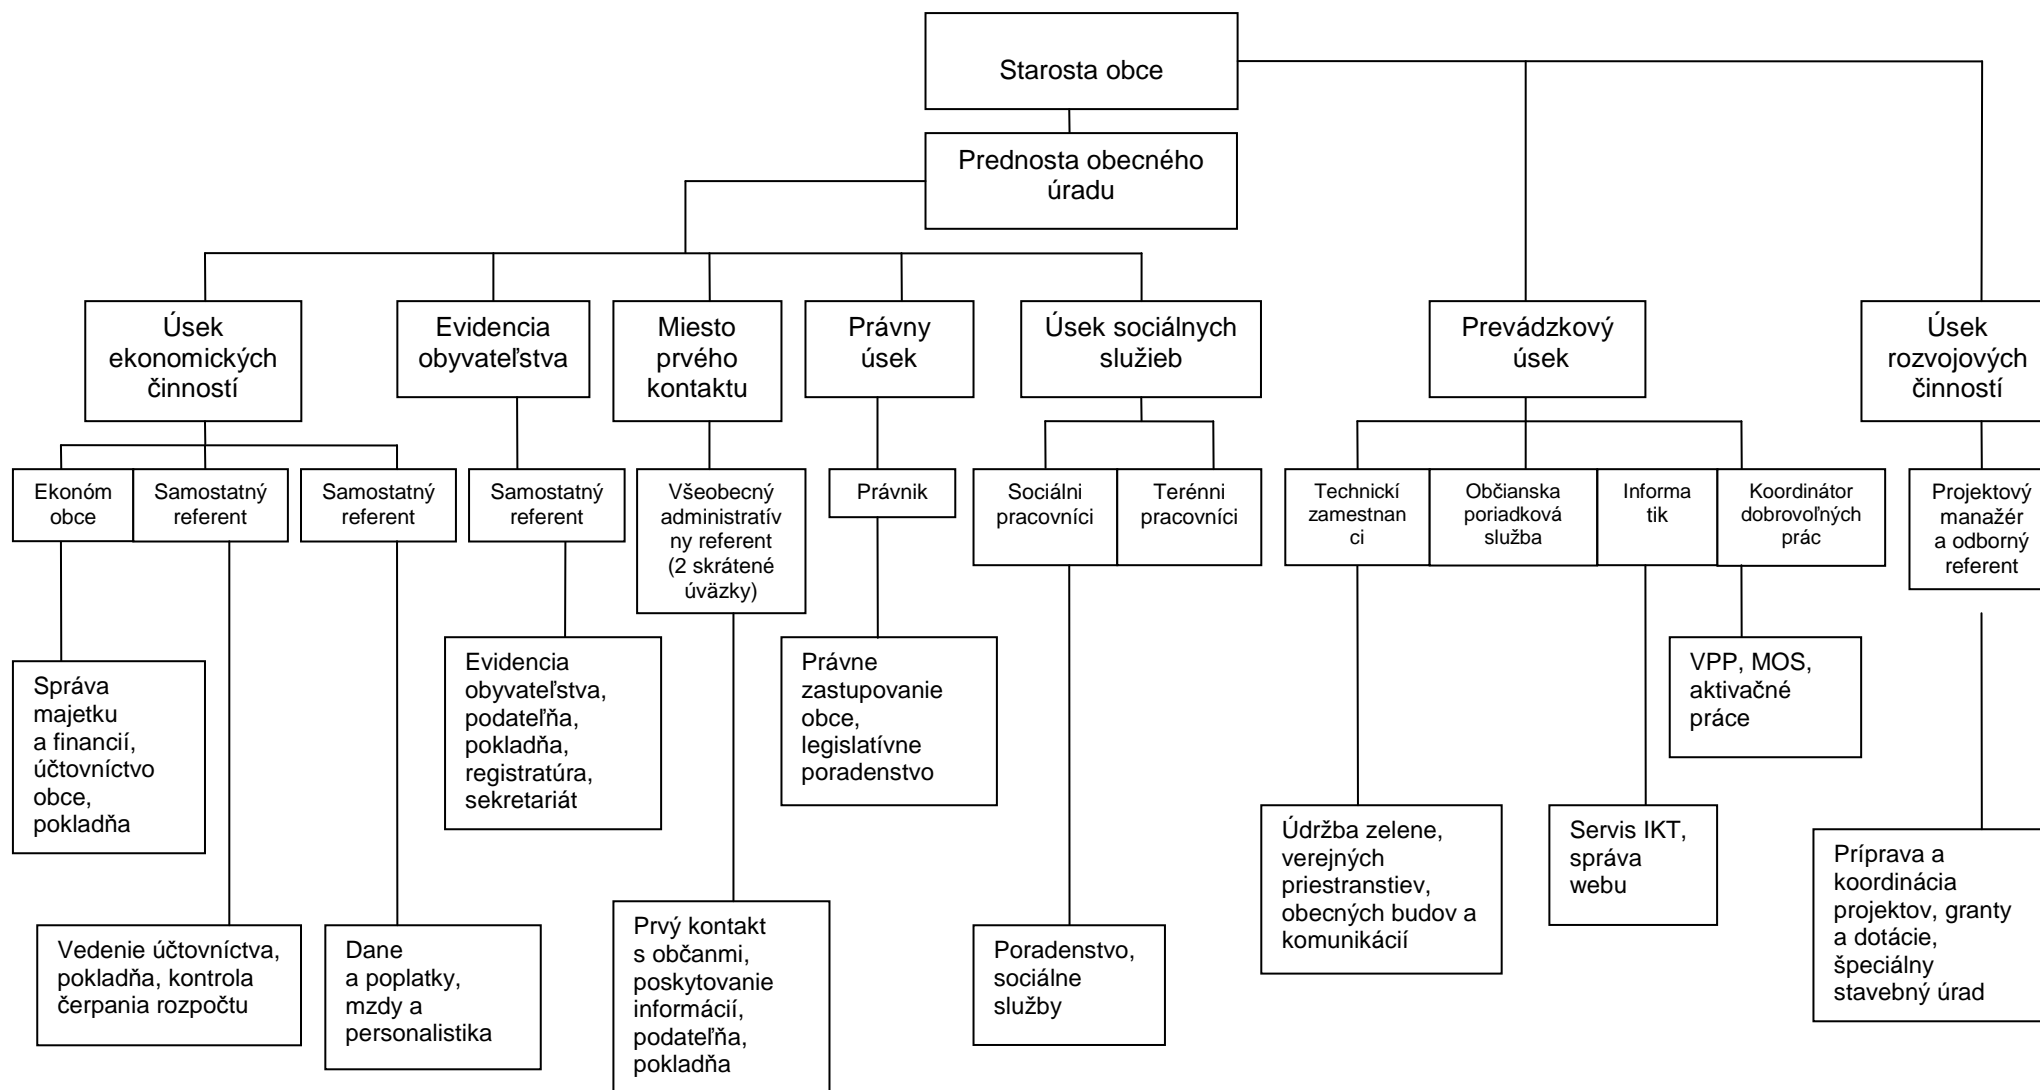 Starosta obce
Prednosta obecného
úradu
Úsek
ekonomických
činností
Evidencia
obyvateľstva
Miesto
prvého
kontaktu
Právny
úsek
Úsek sociálnych
služieb
Prevádzkový
úsek
Úsek
rozvojových
činností
Ekonóm
obce
Samostatný
referent
Samostatný
referent
Samostatný
referent
Všeobecný
administratív
ny referent
(2 skrátené
úväzky)
Právnik
Sociálni
pracovníci
Terénni
pracovníci
Technickí
zamestnan
ci
Občianska
poriadková
služba
Informa
tik
Koordinátor
dobrovoľných
prác
Projektový
manažér
a odborný
referent
Správa
majetku
a financií,
účtovníctvo
obce,
pokladňa
Evidencia
obyvateľstva,
podateľňa,
pokladňa,
registratúra,
sekretariát
Právne
zastupovanie
obce,
legislatívne
poradenstvo
VPP, MOS,
aktivačné
práce
Údržba zelene,
verejných
priestranstiev,
obecných budov a
komunikácií
Servis IKT,
správa
webu
Príprava a
koordinácia
projektov, granty
a dotácie,
špeciálny
stavebný úrad
Vedenie účtovníctva,
pokladňa, kontrola
čerpania rozpočtu
Dane
a poplatky,
mzdy a
personalistika
Prvý kontakt
s občanmi,
poskytovanie
informácií,
podateľňa,
pokladňa
Poradenstvo,
sociálne
služby